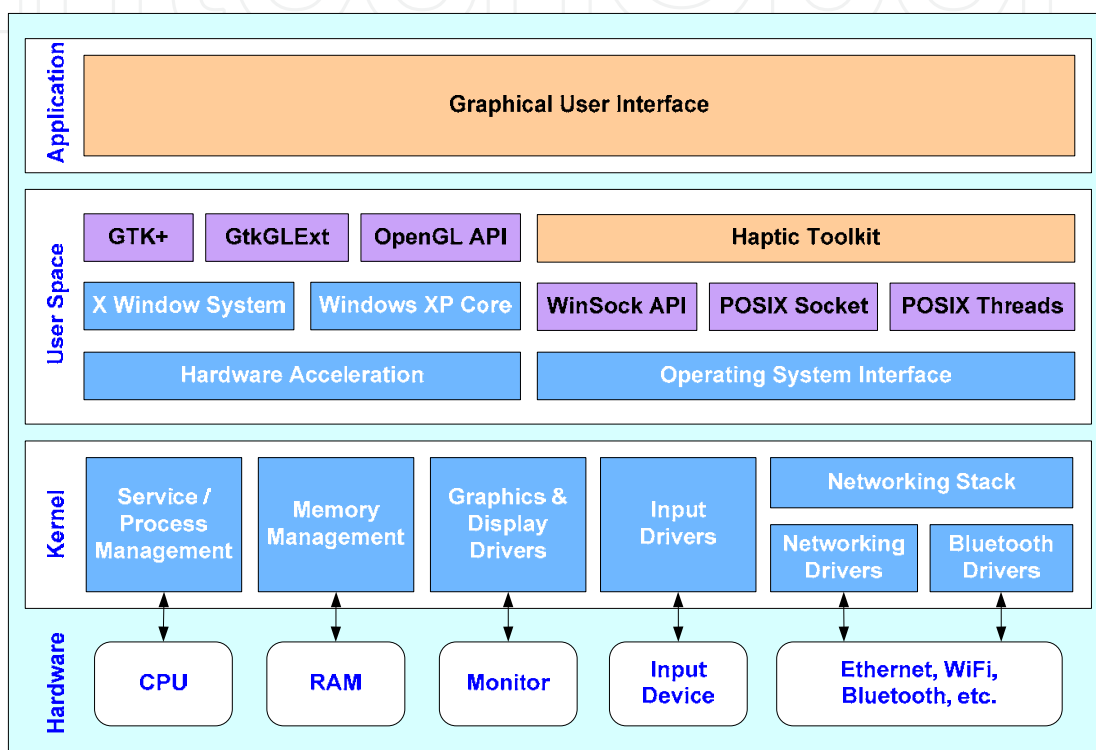 Application
Graphical User Interface
User Space
GTK+
GtkGLExt
OpenGL API
Haptic Toolkit
X Window System
Windows XP Core
WinSock API
POSIX Socket
POSIX Threads
Hardware Acceleration
Operating System Interface
Kernel
Service /
Process
Management
Memory
Management
Graphics &
Display
Drivers
Input
Drivers
Networking Stack
Networking
Drivers
Bluetooth
Drivers
Hardware
CPU
RAM
Monitor
Input
Device
Ethernet, WiFi,
Bluetooth, etc.